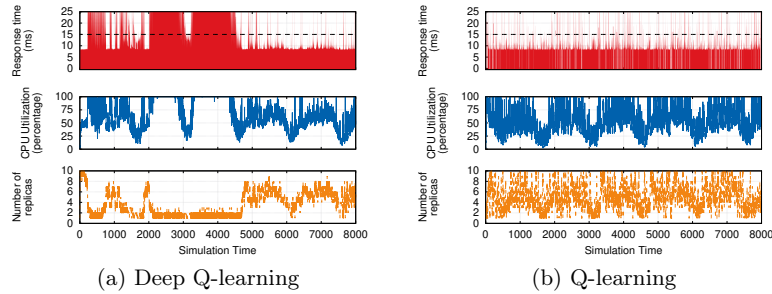 Response time
(ms)
25
20
15
10
5
0
CPU Utilization
(percentage)
100
75
50
25
0
Number of
replicas
10
8
6
4
2
0
0 1000 2000 3000 4000 5000 6000 7000 8000
Simulation Time
(a) Deep Q-learning
Response time
(ms)
25
20
15
10
5
0
CPU Utilization
(percentage)
100
75
50
25
0
Number of
replicas
10
8
6
4
2
0
0 1000 2000 3000 4000 5000 6000 7000 8000
Simulation Time
(b) Q-learning